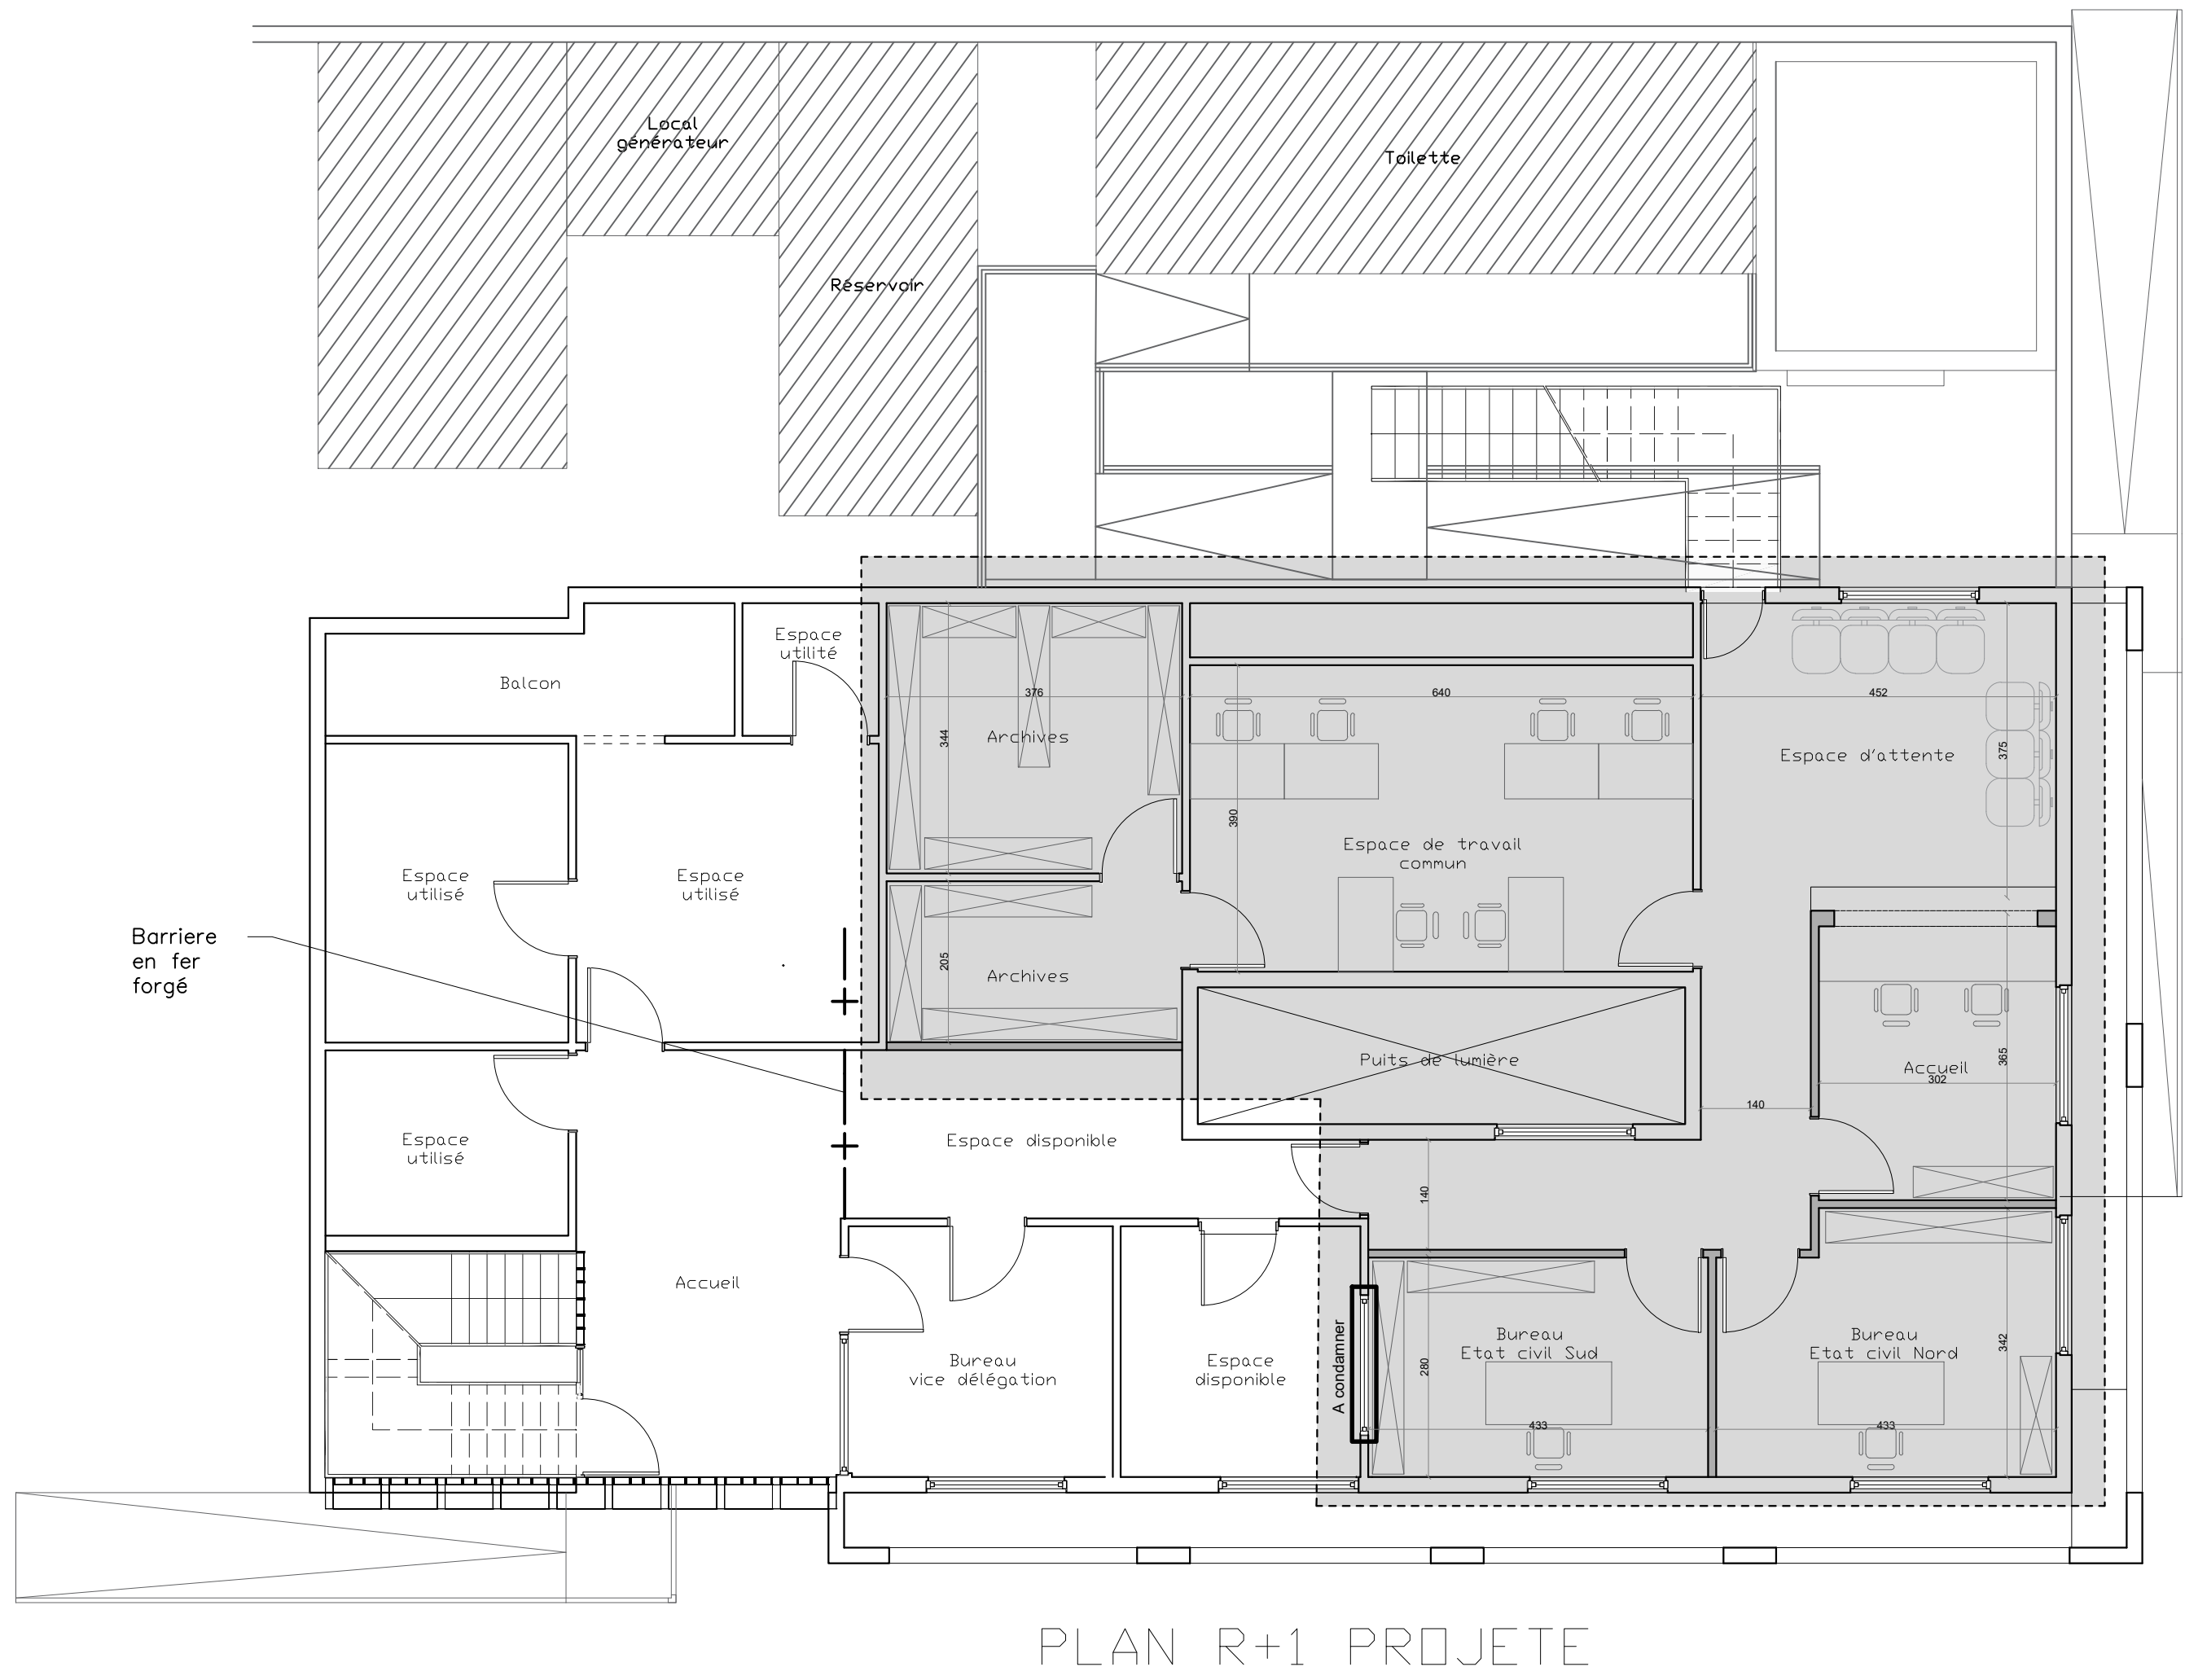 Local
générateur
Toilette
Réservoir
Espace
utilité
Balcon
376
640
452
344
Archives
375
Espace d'attente
390
Espace de travail
commun
Espace
utilisé
Espace
utilisé
Barriere
en fer
forgé
205
Archives
Puits de lumière
365
Accueil
302
140
Espace
utilisé
Espace disponible
140
Accueil
Bureau
vice délégation
Espace
disponible
A condamner
280
Bureau
Etat civil Sud
Bureau
Etat civil Nord
342
433
433
PLAN R+1 PROJETE